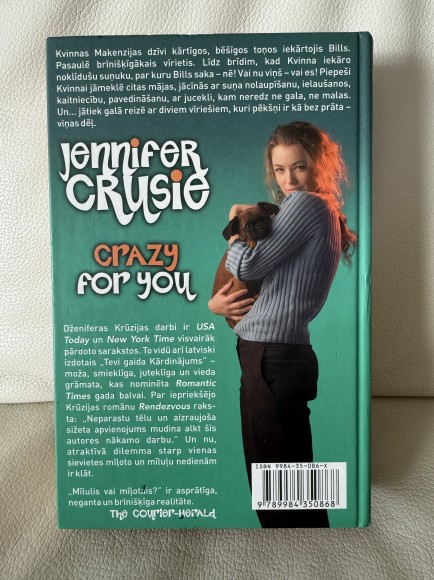 Kvinnas Makenzijas dzīvi kārtīgos, bēšīgos toņos iekārtojis Bills.
Pasaulē brīnišķīgākais vīrietis. Līdz brīdim, kad Kvinna iekāro
noklīdušu suņuku, par kuru Bills saka – nē! Vai nu viņš – vai es! Piepeši
Kvinnai jāmeklē citas mājas, jācīnās ar suņa nolaupīšanu, ielaušanos,
kaitniecību, pavedināšanu, ar jucekli, kam neredz ne gala, ne malas.
Un... jātiek galā reizē ar diviem vīriešiem, kuri pēkšņi ir kā bez prāta –
viņas dēļ.
Jennifer
Crusie
Crazy
for you
Dženiferas Krūzijas darbi ir USA
Today un New York Time visvairāk
pārdoto sarakstos. To vidū arī latviski
izdotais „Tevi gaida Kārdinājums” –
moža, smieklīga, juteklīga un vieda
grāmata, kas nominēta Romantic
Times gada balvai. Par iepriekšējo
Krūzijas romānu Rendezvous raks-
ta: „Neparastu tēlu un aizraujoša
sižeta apvienojums mudina alkt šīs
autores nākamo darbu.” Un nu,
atraktīvā dilemma starp vienas
sievietes mīļoto un mīluļu nedienām
ir klāt.
„Mīlulis vai mīļotais?” ir asprātīga,
neganta un brīnišķīga realitāte.
The Courier-Herald
ISBN 9984-35-086-X
9 789984 350868